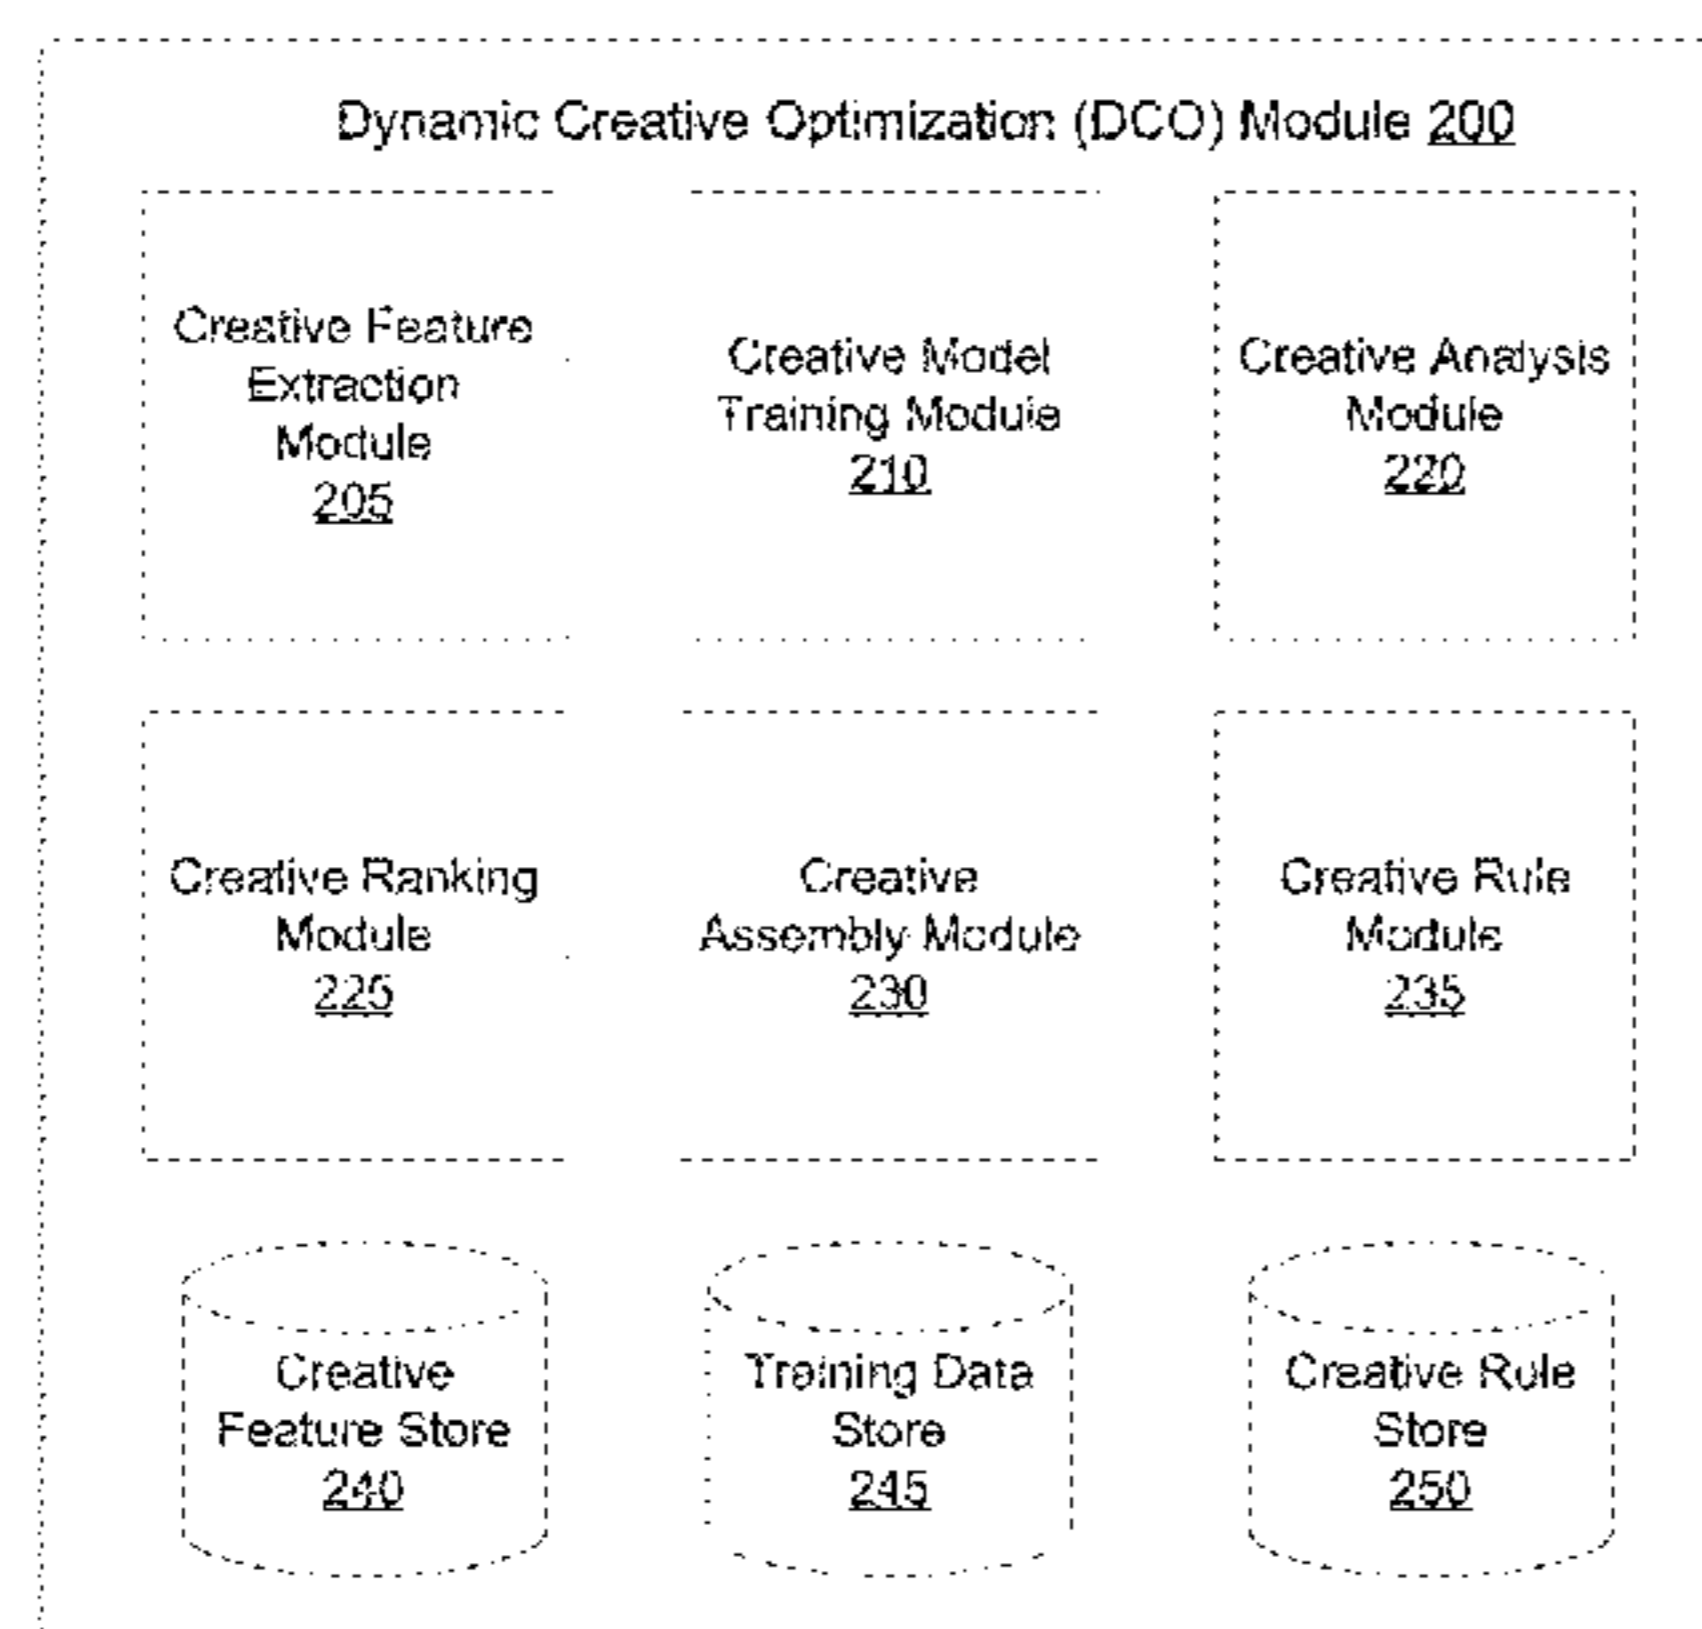 Dynamic Creative Optimization (DCO) Module 200
Creative Feature
Extraction
Module
205
Creative Model
Training Module
210
Creative Analysis
Module
220
Creative Ranking
Module
225
Creative
Assembly Module
230
Creative Rule
Module
235
Creative
Feature Store
240
Training Data
Store
245
Creative Rule
Store
250